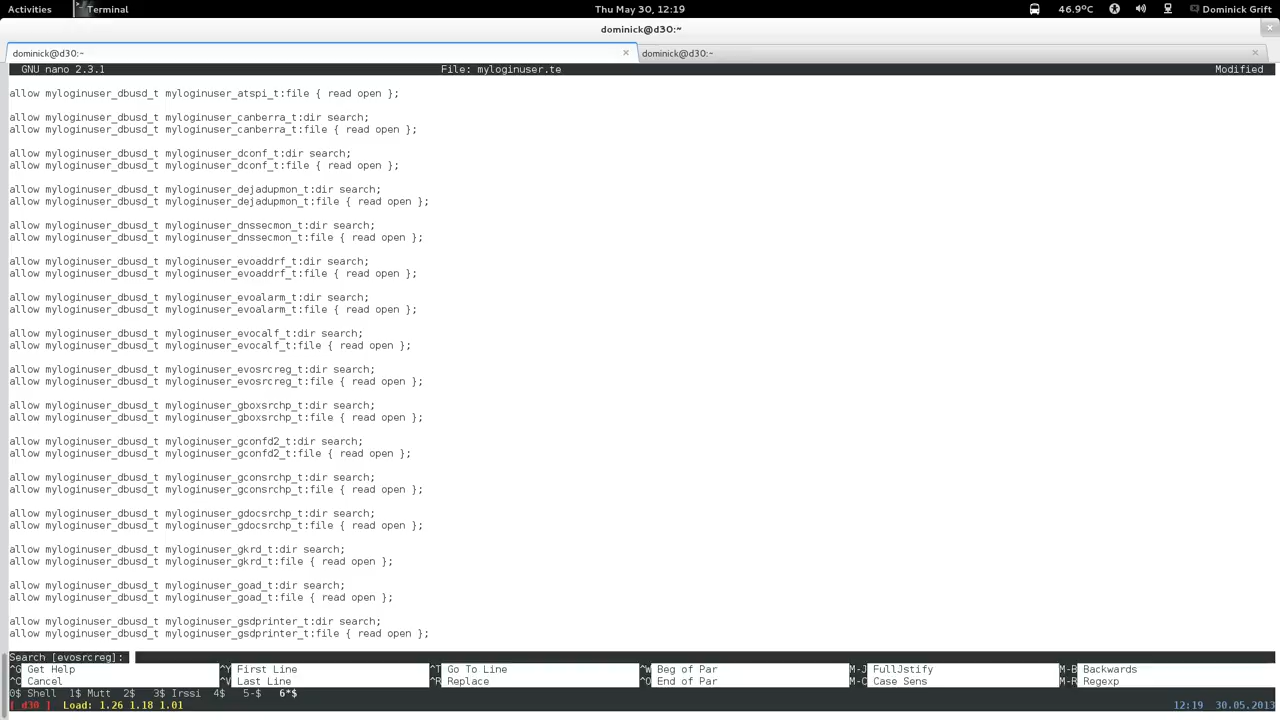 Activities Terminal Thu May 30, 12:19 46.9°C Dominick Grift
dominick@d30:~
dominick@d30:~ dominick@d30:~
GNU nano 2.3.1 File: myloginuser.te Modified
allow myloginuser_dbusd_t myloginuser_atspi_t:file { read open };
allow myloginuser_dbusd_t myloginuser_canberra_t:dir search;
allow myloginuser_dbusd_t myloginuser_canberra_t:file { read open };
allow myloginuser_dbusd_t myloginuser_dconf_t:dir search;
allow myloginuser_dbusd_t myloginuser_dconf_t:file { read open };
allow myloginuser_dbusd_t myloginuser_dejadupmon_t:dir search;
allow myloginuser_dbusd_t myloginuser_dejadupmon_t:file { read open };
allow myloginuser_dbusd_t myloginuser_dnssecmon_t:dir search;
allow myloginuser_dbusd_t myloginuser_dnssecmon_t:file { read open };
allow myloginuser_dbusd_t myloginuser_evoaddrf_t:dir search;
allow myloginuser_dbusd_t myloginuser_evoaddrf_t:file { read open };
allow myloginuser_dbusd_t myloginuser_evoalarm_t:dir search;
allow myloginuser_dbusd_t myloginuser_evoalarm_t:file { read open };
allow myloginuser_dbusd_t myloginuser_evocalf_t:dir search;
allow myloginuser_dbusd_t myloginuser_evocalf_t:file { read open };
allow myloginuser_dbusd_t myloginuser_evosrcreg_t:dir search;
allow myloginuser_dbusd_t myloginuser_evosrcreg_t:file { read open };
allow myloginuser_dbusd_t myloginuser_gboxsrchp_t:dir search;
allow myloginuser_dbusd_t myloginuser_gboxsrchp_t:file { read open };
allow myloginuser_dbusd_t myloginuser_gconfd2_t:dir search;
allow myloginuser_dbusd_t myloginuser_gconfd2_t:file { read open };
allow myloginuser_dbusd_t myloginuser_gconsrchp_t:dir search;
allow myloginuser_dbusd_t myloginuser_gconsrchp_t:file { read open };
allow myloginuser_dbusd_t myloginuser_gdocsrchp_t:dir search;
allow myloginuser_dbusd_t myloginuser_gdocsrchp_t:file { read open };
allow myloginuser_dbusd_t myloginuser_gkrd_t:dir search;
allow myloginuser_dbusd_t myloginuser_gkrd_t:file { read open };
allow myloginuser_dbusd_t myloginuser_goad_t:dir search;
allow myloginuser_dbusd_t myloginuser_goad_t:file { read open };
allow myloginuser_dbusd_t myloginuser_gsdprinter_t:dir search;
allow myloginuser_dbusd_t myloginuser_gsdprinter_t:file { read open };
Search [evosrcreg]:
^G Get Help ^Y First Line ^T Go To Line ^W Beg of Par M-J FullJstify M-B Backwards
^C Cancel ^V Last Line ^R Replace ^O End of Par M-C Case Sens M-R Regexp
0$ Shell 1$ Mutt 2$ 3$ Irssi 4$ 5-$ 6*$
[ d30 ] Load: 1.26 1.18 1.01 12:19 30.05.2013